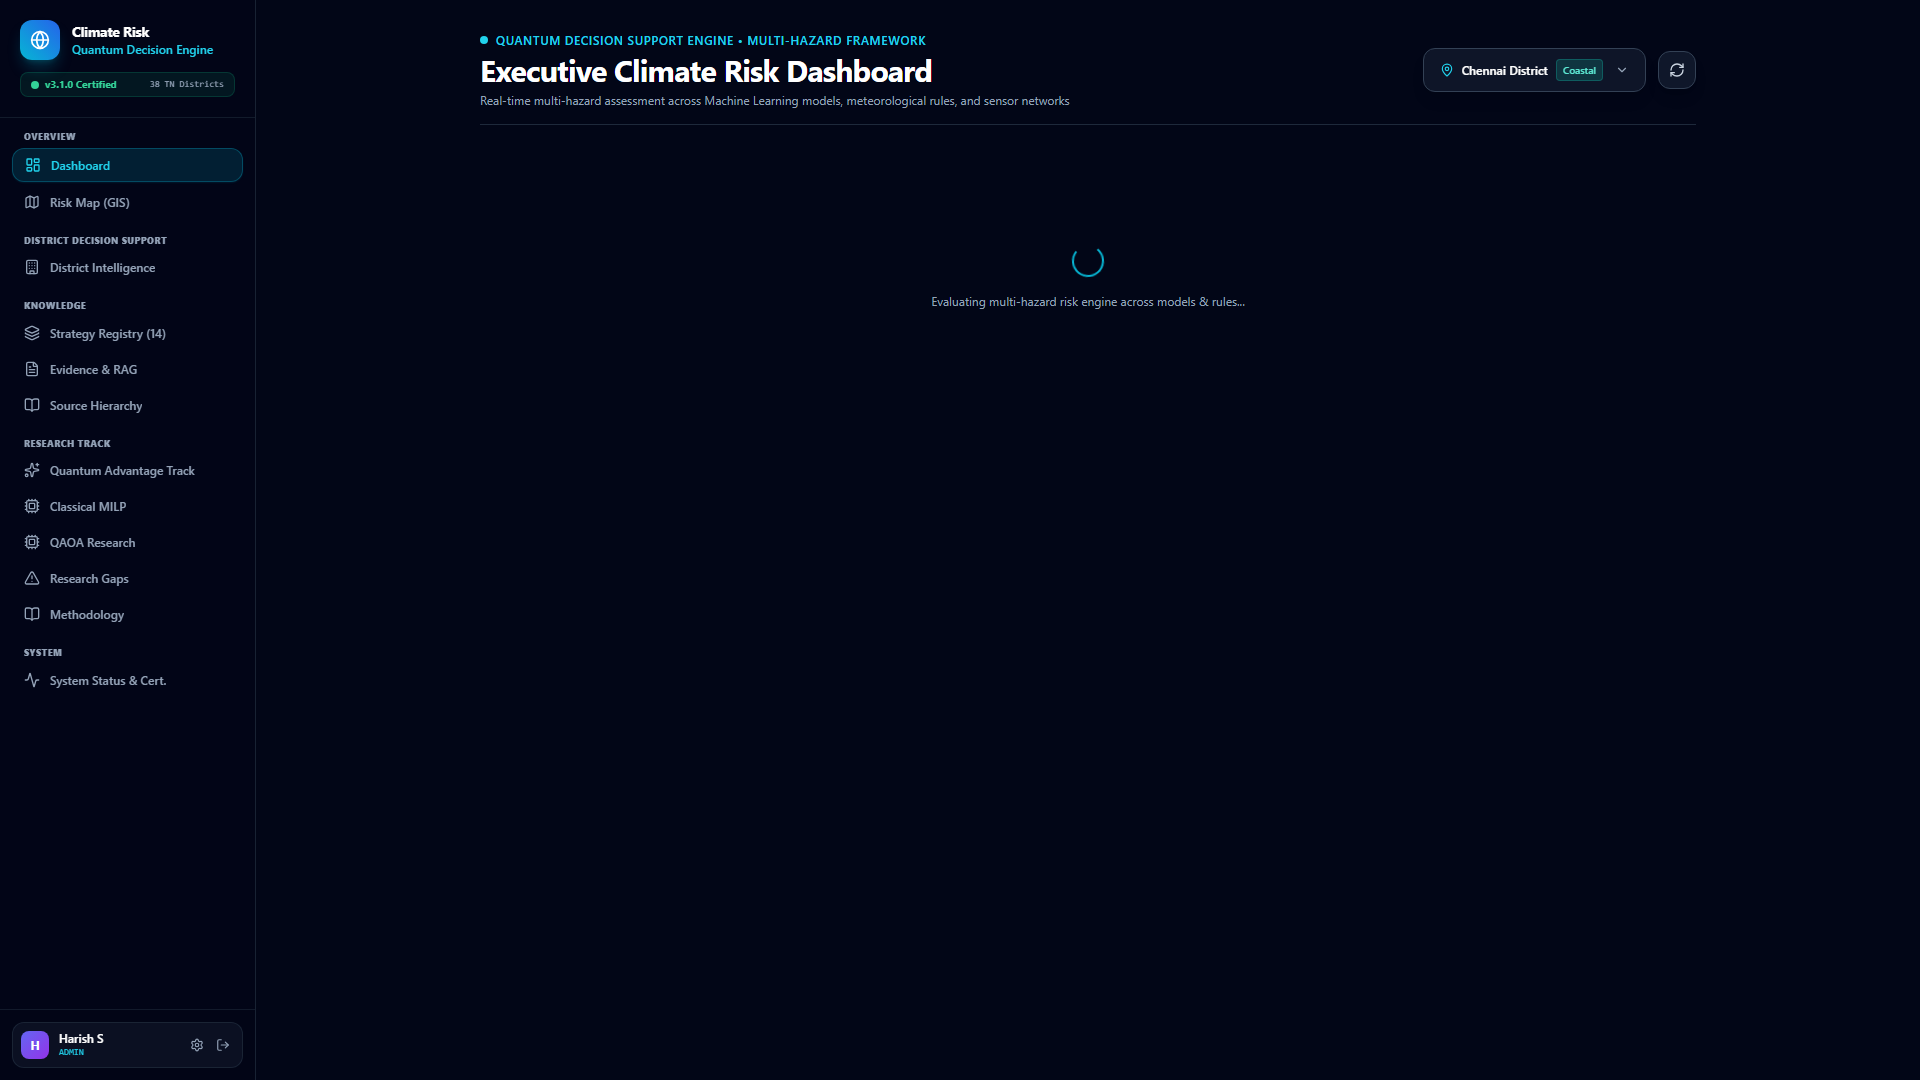 Climate Risk
Quantum Decision Engine
v3.1.0 Certified 38 TN Districts
OVERVIEW
Dashboard
Risk Map (GIS)
DISTRICT DECISION SUPPORT
District Intelligence
KNOWLEDGE
Strategy Registry (14)
Evidence & RAG
Source Hierarchy
RESEARCH TRACK
Quantum Advantage Track
Classical MILP
QAOA Research
Research Gaps
Methodology
SYSTEM
System Status & Cert.
H
Harish S
ADMIN
QUANTUM DECISION SUPPORT ENGINE • MULTI-HAZARD FRAMEWORK
Executive Climate Risk Dashboard
Real-time multi-hazard assessment across Machine Learning models, meteorological rules, and sensor networks
Chennai District Coastal
Evaluating multi-hazard risk engine across models & rules...